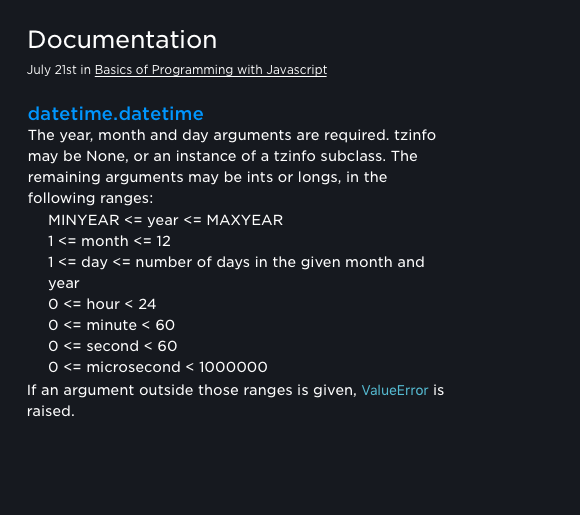 Documentation
July 21st in Basics of Programming with Javascript
datetime.datetime
The year, month and day arguments are required. tzinfo
may be None, or an instance of a tzinfo subclass. The
remaining arguments may be ints or longs, in the
following ranges:
MINYEAR <= year <= MAXYEAR
1 <= month <= 12
1 <= day <= number of days in the given month and
year
0 <= hour < 24
0 <= minute < 60
0 <= second < 60
0 <= microsecond < 1000000
If an argument outside those ranges is given, ValueError is
raised.